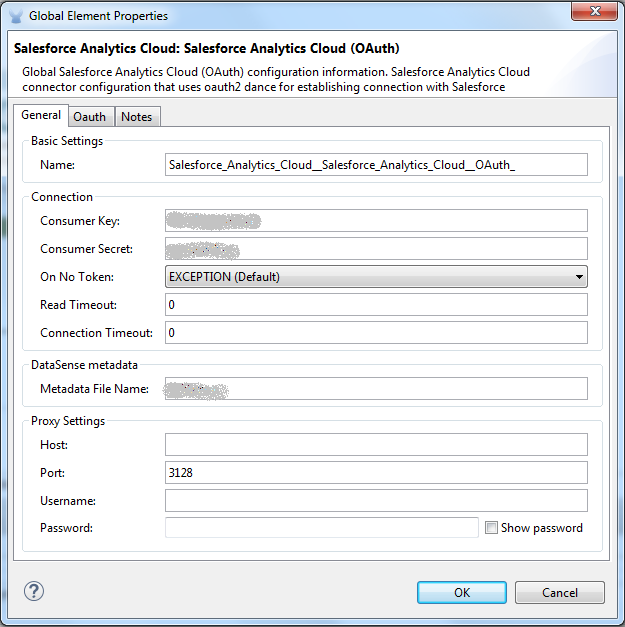 Global Element Properties
Salesforce Analytics Cloud: Salesforce Analytics Cloud (OAuth)
Global Salesforce Analytics Cloud (OAuth) configuration information. Salesforce Analytics Cloud
connector configuration that uses oauth2 dance for establishing connection with Salesforce
General Oauth Notes
Basic Settings
Name: Salesforce_Analytics_Cloud__Salesforce_Analytics_Cloud__OAuth_
Connection
Consumer Key:
Consumer Secret:
On No Token: EXCEPTION (Default)
Read Timeout: 0
Connection Timeout: 0
DataSense metadata
Metadata File Name:
Proxy Settings
Host:
Port: 3128
Username:
Password: Show password
? OK Cancel